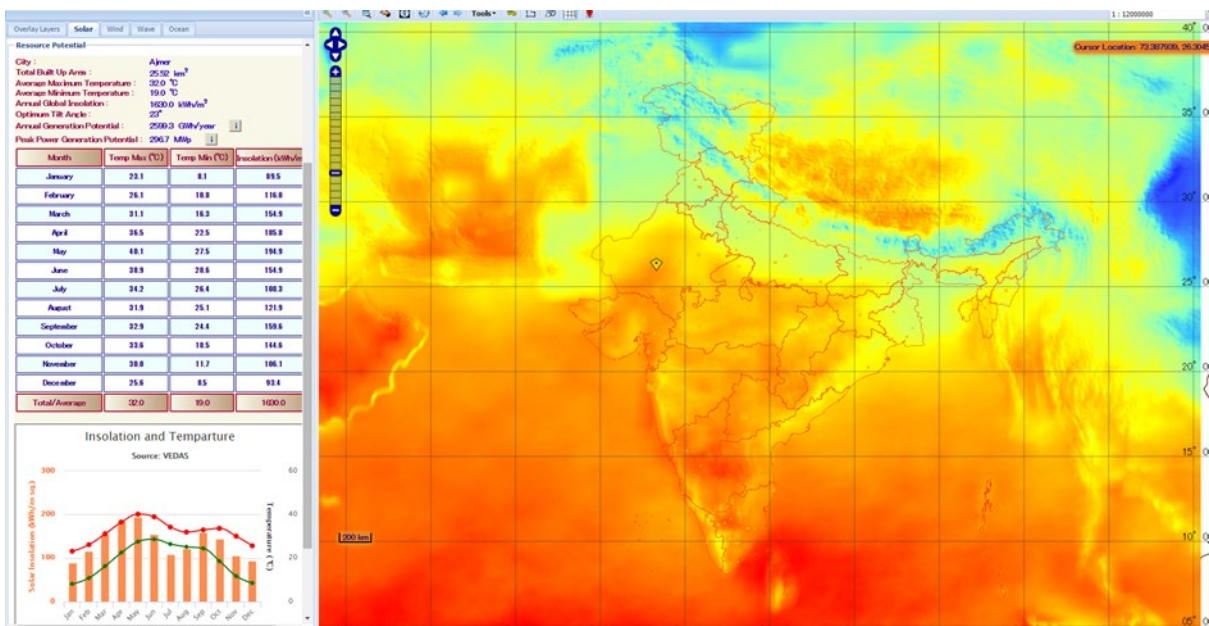 Overlay Layers Solar Wind Wave Ocean
Tools
1 : 12000000
Resource Potential
City : Ajmer
Total Built Up Area : 25.52 km²
Average Maximum Temperature : 32.0 °C
Average Minimum Temperature : 19.0 °C
Annual Global Insolation : 1630.0 kWh/m²
Optimum Tilt Angle : 23°
Annual Generation Potential : 2599.3 GWh/year i
Peak Power Generation Potential : 296.7 MWp i
Month Temp Max (°C) Temp Min (°C) Insolation (kWh/m
January 23.1 8.1 89.5
February 26.1 10.8 116.0
March 31.1 16.3 154.9
April 36.5 22.5 185.8
May 40.1 27.5 194.9
June 38.9 28.6 154.9
July 34.2 26.4 108.3
August 31.9 25.1 121.9
September 32.9 24.4 159.6
October 33.6 18.5 144.6
November 30.0 11.7 106.1
December 25.6 8.5 93.4
Total/Average 32.0 19.0 1630.0
Insolation and Temparture
Source: VEDAS
Solar Insolation (kWh/m sq.)
300
200
100
0
60
40
20
0
Temperature (°C)
Jan Feb Mar Apr May Jun Jul Aug Sep Oct Nov Dec
Cursor Location: 73.387939, 26.3045
40°
35°
30°
25°
20°
15°
10°
05°
200 km